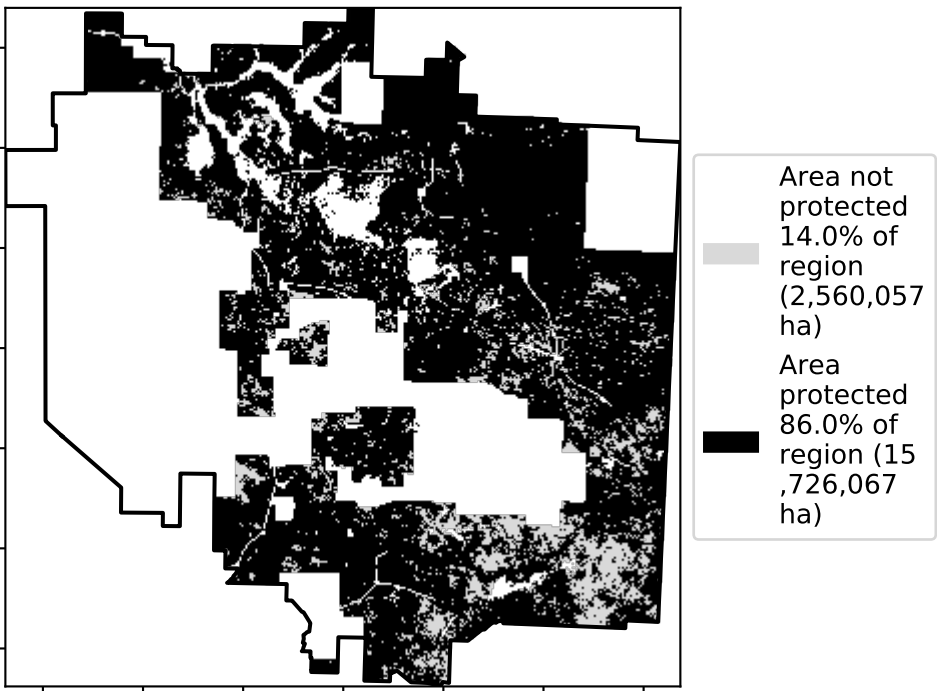 Area not
protected
14.0% of
region
(2,560,057
ha)
Area
protected
86.0% of
region (15
,726,067
ha)